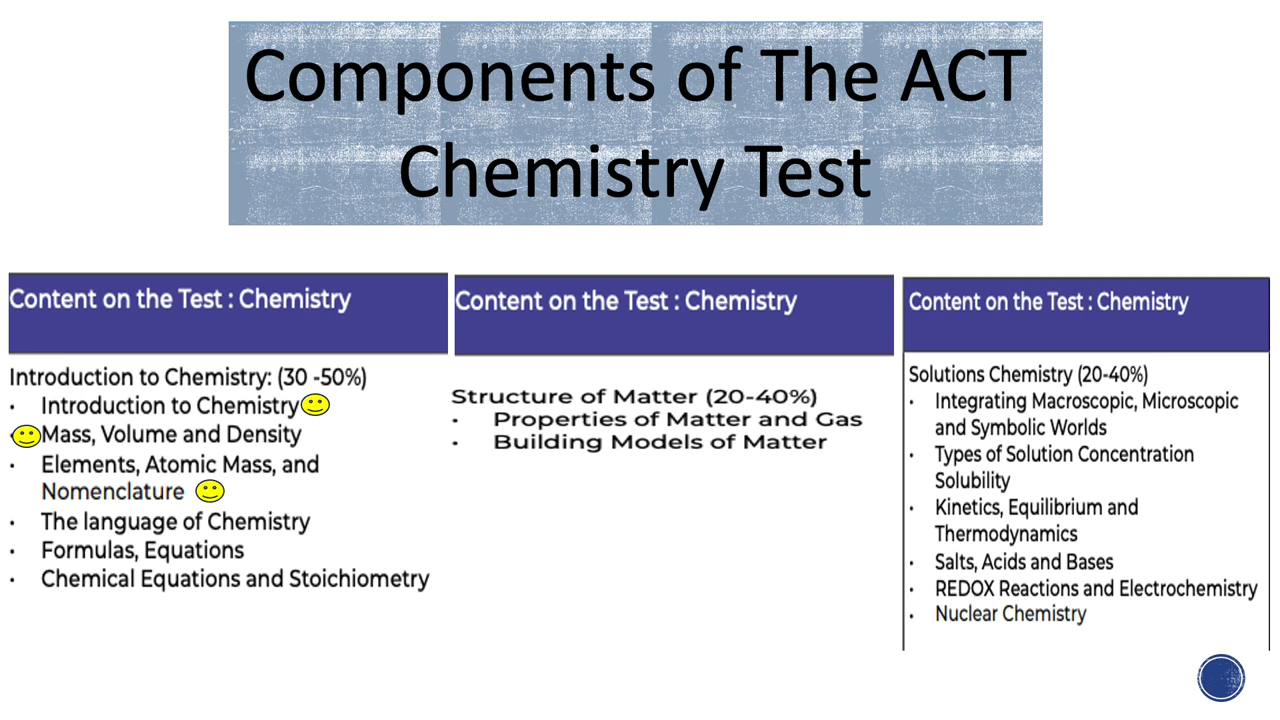 Components of The ACT
Chemistry Test
Content on the Test : Chemistry
Introduction to Chemistry: (30 -50%)
• Introduction to Chemistry
• Mass, Volume and Density
• Elements, Atomic Mass, and
Nomenclature
• The language of Chemistry
• Formulas, Equations
• Chemical Equations and Stoichiometry
Content on the Test : Chemistry
Structure of Matter (20-40%)
• Properties of Matter and Gas
• Building Models of Matter
Content on the Test : Chemistry
Solutions Chemistry (20-40%)
• Integrating Macroscopic, Microscopic
and Symbolic Worlds
• Types of Solution Concentration
Solubility
• Kinetics, Equilibrium and
Thermodynamics
• Salts, Acids and Bases
• REDOX Reactions and Electrochemistry
• Nuclear Chemistry